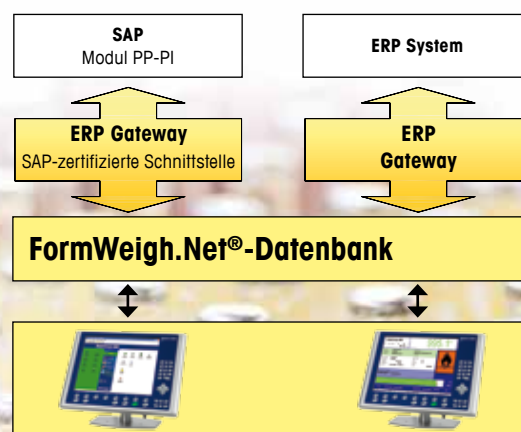 SAP
Modul PP-PI
ERP System
ERP Gateway
SAP-zertifizierte Schnittstelle
ERP
Gateway
FormWeigh.Net®-Datenbank